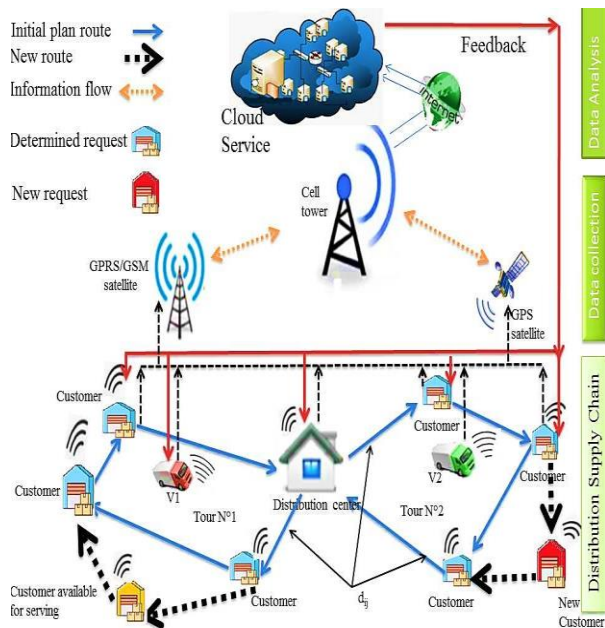 Initial plan route
New route
Information flow
Determined request
New request
Feedback
Cloud
Service
Internet
Data Analysis
Cell
tower
GPRS/GSM
satellite
GPS
satellite
Data collection
Customer
Customer
Customer
V1
V2
Customer
Tour N°1
Distribution center
Tour N°2
Customer available
for serving
Customer
dij
Customer
New
Customer
Distribution Supply Chain